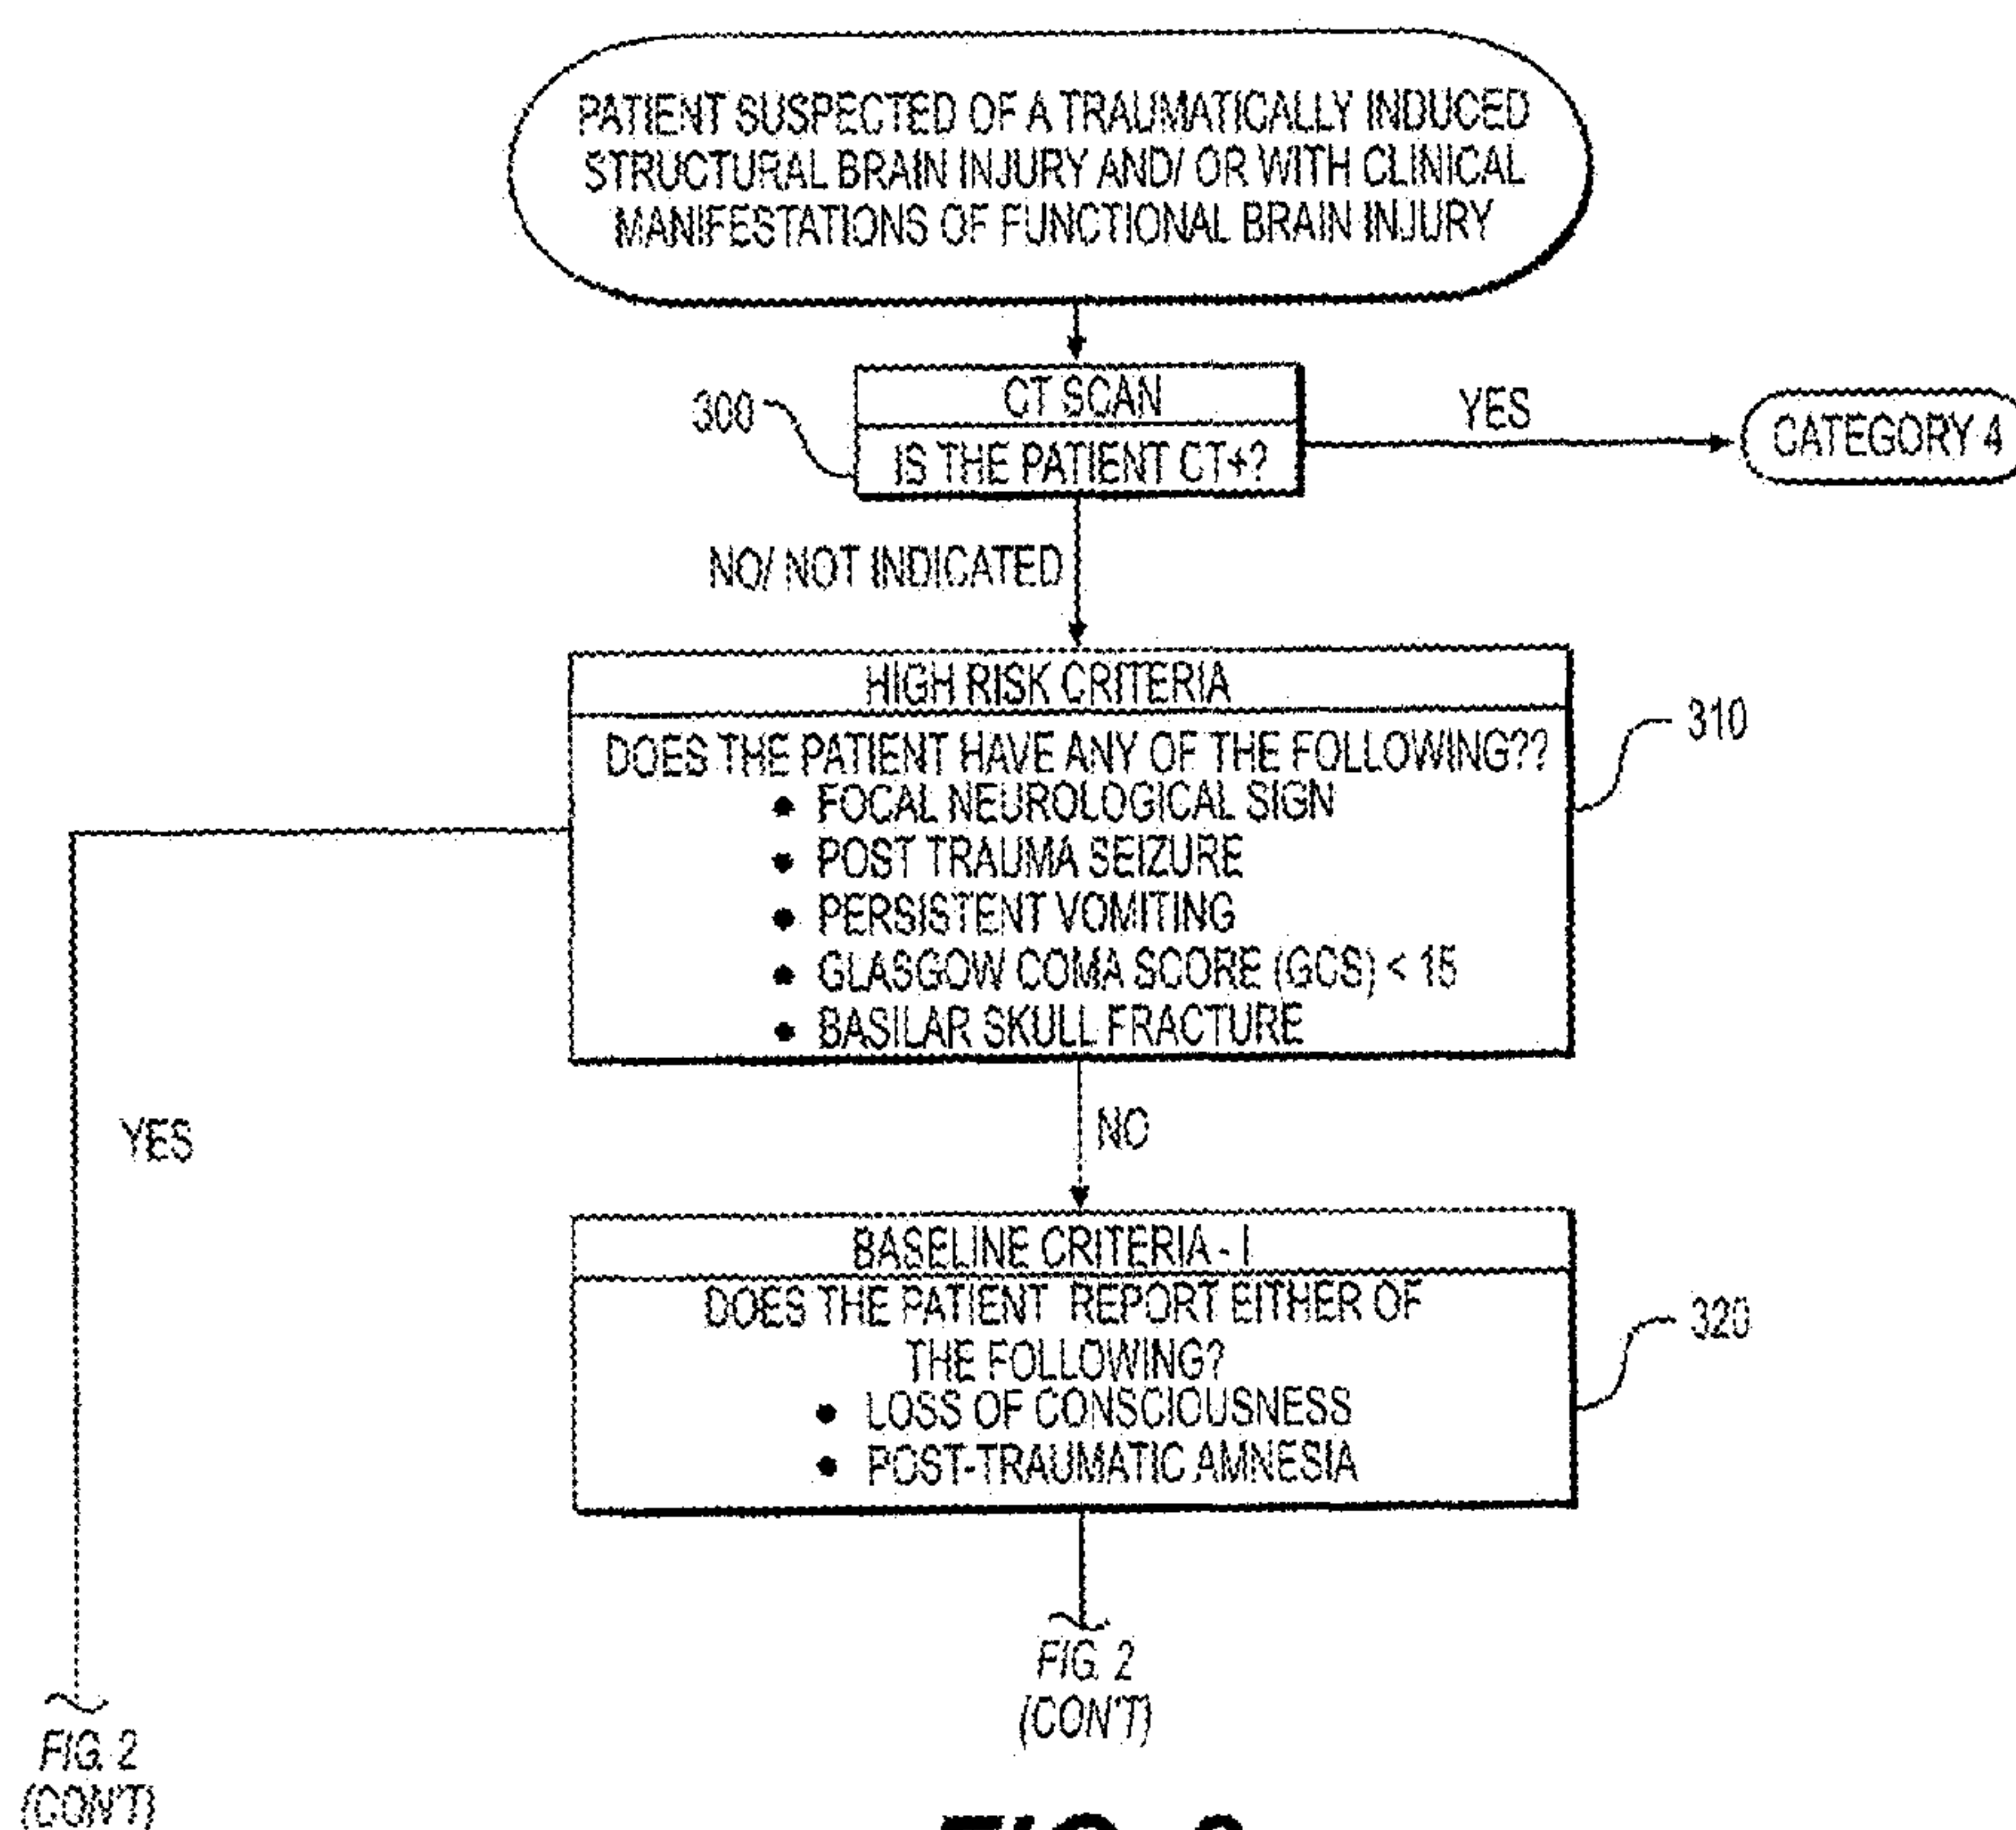 PATIENT SUSPECTED OF A TRAUMATICALLY INDUCED
STRUCTURAL BRAIN INJURY AND/ OR WITH CLINICAL
MANIFESTATIONS OF FUNCTIONAL BRAIN INJURY
300
CT SCAN
IS THE PATIENT CT+?
YES
CATEGORY 4
NO/ NOT INDICATED
HIGH RISK CRITERIA
310
DOES THE PATIENT HAVE ANY OF THE FOLLOWING??
• FOCAL NEUROLOGICAL SIGN
• POST TRAUMA SEIZURE
• PERSISTENT VOMITING
• GLASGOW COMA SCORE (GCS) < 15
• BASILAR SKULL FRACTURE
YES
NO
BASELINE CRITERIA - I
320
DOES THE PATIENT REPORT EITHER OF
THE FOLLOWING?
• LOSS OF CONSCIOUSNESS
• POST-TRAUMATIC AMNESIA
FIG. 2
(CON'T)
FIG. 2
(CON'T)